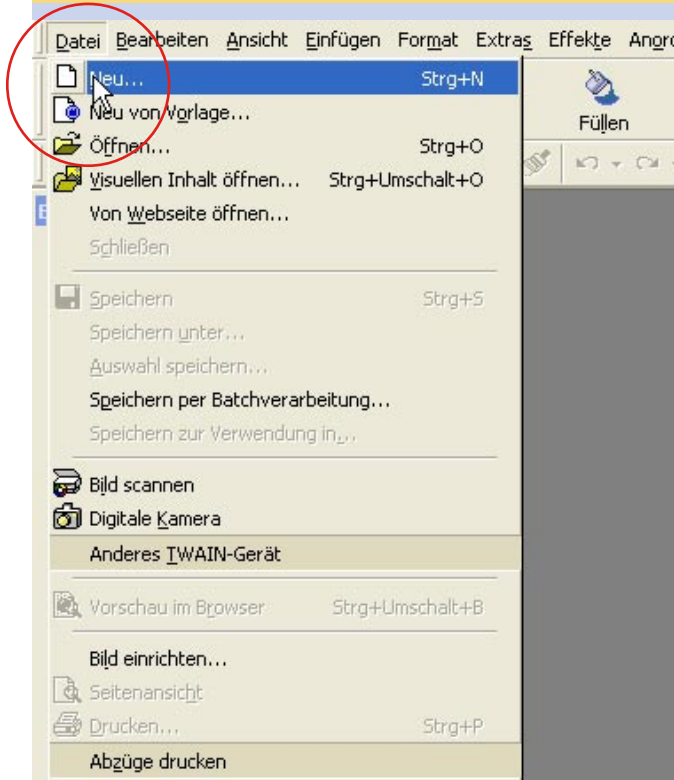 Datei Bearbeiten Ansicht Einfügen Format Extras Effekte
Neu... Strg+N
Neu von Vorlage...
Füllen
Öffnen... Strg+O
Visuellen Inhalt öffnen... Strg+Umschalt+O
Von Webseite öffnen...
Schließen
Speichern Strg+S
Speichern unter...
Auswahl speichern...
Speichern per Batchverarbeitung...
Speichern zur Verwendung in...
Bild scannen
Digitale Kamera
Anderes TWAIN-Gerät
Vorschau im Browser Strg+Umschalt+B
Bild einrichten...
Seitenansicht
Drucken... Strg+P
Abzüge drucken